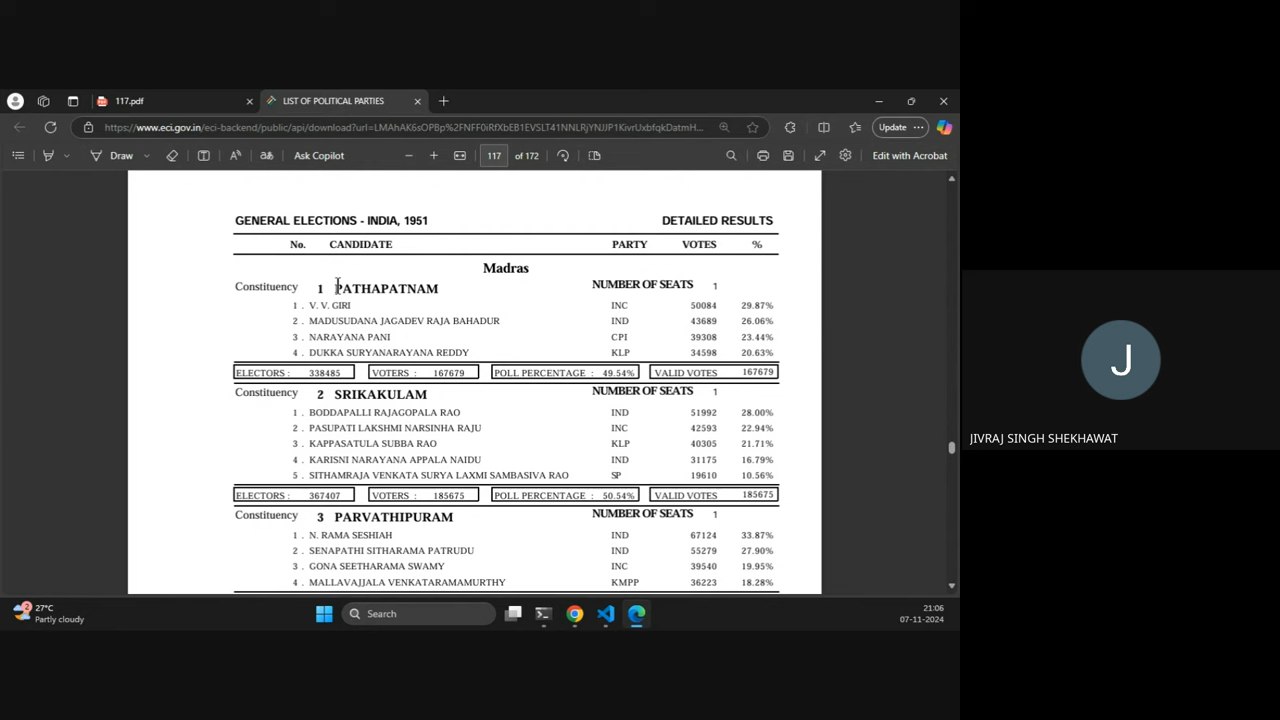 117.pdf
LIST OF POLITICAL PARTIES
https://www.eci.gov.in/eci-backend/public/api/download?url=LMAhAK6sOPBp%2FNFF0iRfXbEB1EVSLT41NNLRjYNJJP1KivrUxbfqkDatmH...
Update
Draw
Ask Copilot
117 of 172
Edit with Acrobat
GENERAL ELECTIONS - INDIA, 1951 DETAILED RESULTS
No. CANDIDATE PARTY VOTES %
Madras
Constituency 1 PATHAPATNAM NUMBER OF SEATS 1
1 . V. V. GIRI INC 50084 29.87%
2 . MADUSUDANA JAGADEV RAJA BAHADUR IND 43689 26.06%
3 . NARAYANA PANI CPI 39308 23.44%
4 . DUKKA SURYANARAYANA REDDY KLP 34598 20.63%
ELECTORS : 338485 VOTERS : 167679 POLL PERCENTAGE : 49.54% VALID VOTES 167679
Constituency 2 SRIKAKULAM NUMBER OF SEATS 1
1 . BODDAPALLI RAJAGOPALA RAO IND 51992 28.00%
2 . PASUPATI LAKSHMI NARSINHA RAJU INC 42593 22.94%
3 . KAPPASATULA SUBBA RAO KLP 40305 21.71%
4 . KARISNI NARAYANA APPALA NAIDU IND 31175 16.79%
5 . SITHAMRAJA VENKATA SURYA LAXMI SAMBASIVA RAO SP 19610 10.56%
ELECTORS : 367407 VOTERS : 185675 POLL PERCENTAGE : 50.54% VALID VOTES 185675
Constituency 3 PARVATHIPURAM NUMBER OF SEATS 1
1 . N. RAMA SESHIAH IND 67124 33.87%
2 . SENAPATHI SITHARAMA PATRUDU IND 55279 27.90%
3 . GONA SEETHARAMA SWAMY INC 39540 19.95%
4 . MALLAVAJJALA VENKATARAMAMURTHY KMPP 36223 18.28%
J
JIVRAJ SINGH SHEKHAWAT
2
27°C
Partly cloudy
Search
21:06
07-11-2024